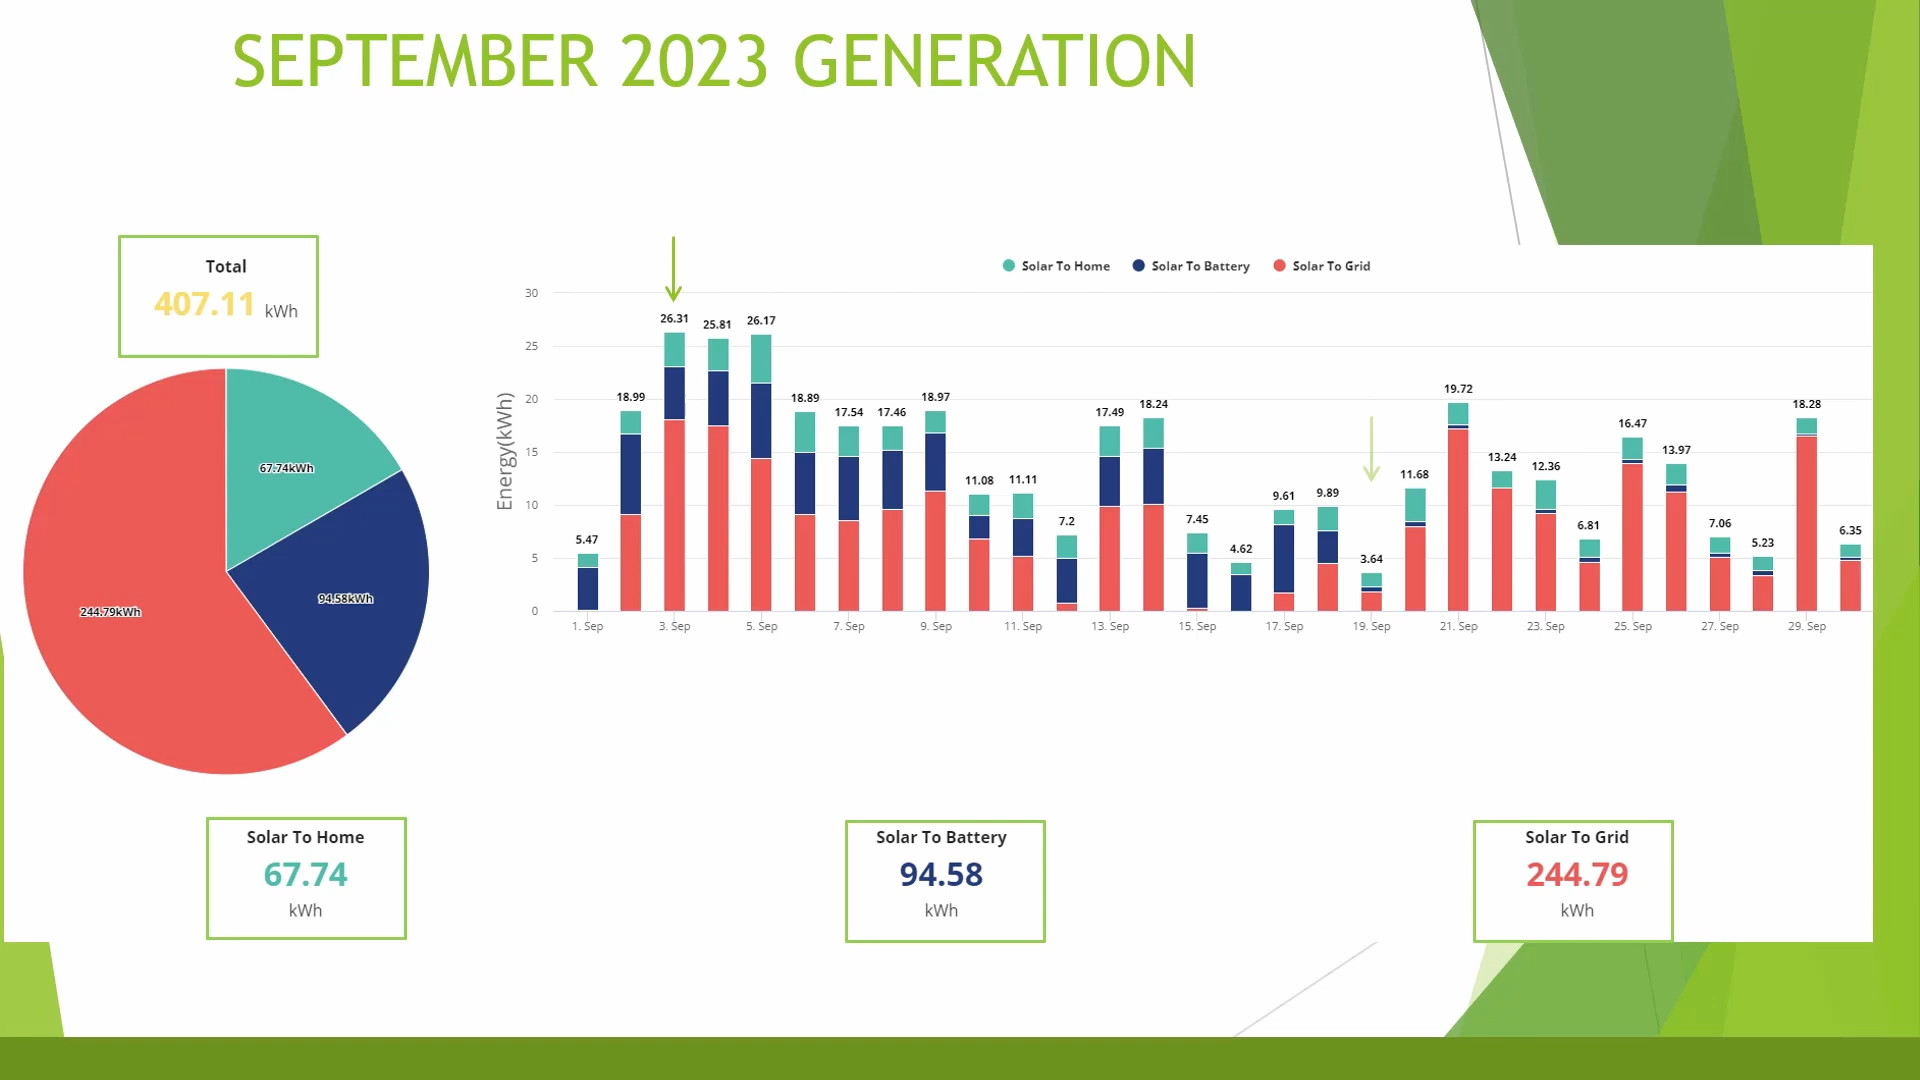 SEPTEMBER 2023 GENERATION
Total
407.11 kWh
67.74kWh
94.58kWh
244.79kWh
Solar To Home
Solar To Battery
Solar To Grid
Energy(kWh)
30
25
20
15
10
5
0
5.47
18.99
26.31
25.81
26.17
18.89
17.54
17.46
18.97
11.08
11.11
7.2
17.49
18.24
7.45
4.62
9.61
9.89
3.64
11.68
19.72
13.24
12.36
6.81
16.47
13.97
7.06
5.23
18.28
6.35
1. Sep
3. Sep
5. Sep
7. Sep
9. Sep
11. Sep
13. Sep
15. Sep
17. Sep
19. Sep
21. Sep
23. Sep
25. Sep
27. Sep
29. Sep
Solar To Home
67.74
kWh
Solar To Battery
94.58
kWh
Solar To Grid
244.79
kWh